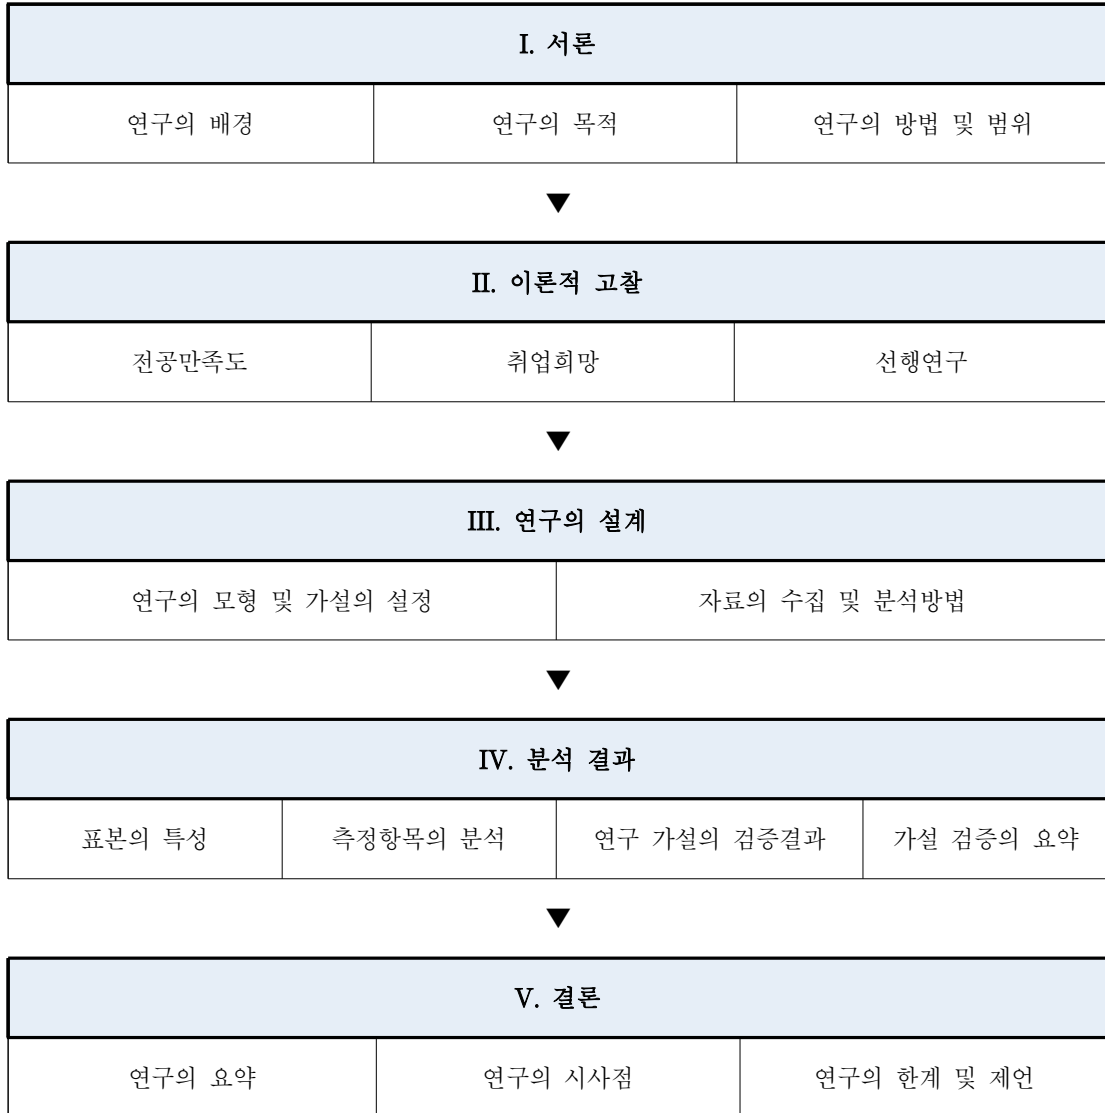 I. 서론
연구의 배경 연구의 목적 연구의 방법 및 범위
▼
II. 이론적 고찰
전공만족도 취업희망 선행연구
▼
III. 연구의 설계
연구의 모형 및 가설의 설정 자료의 수집 및 분석방법
▼
IV. 분석 결과
표본의 특성 측정항목의 분석 연구 가설의 검증결과 가설 검증의 요약
▼
V. 결론
연구의 요약 연구의 시사점 연구의 한계 및 제언